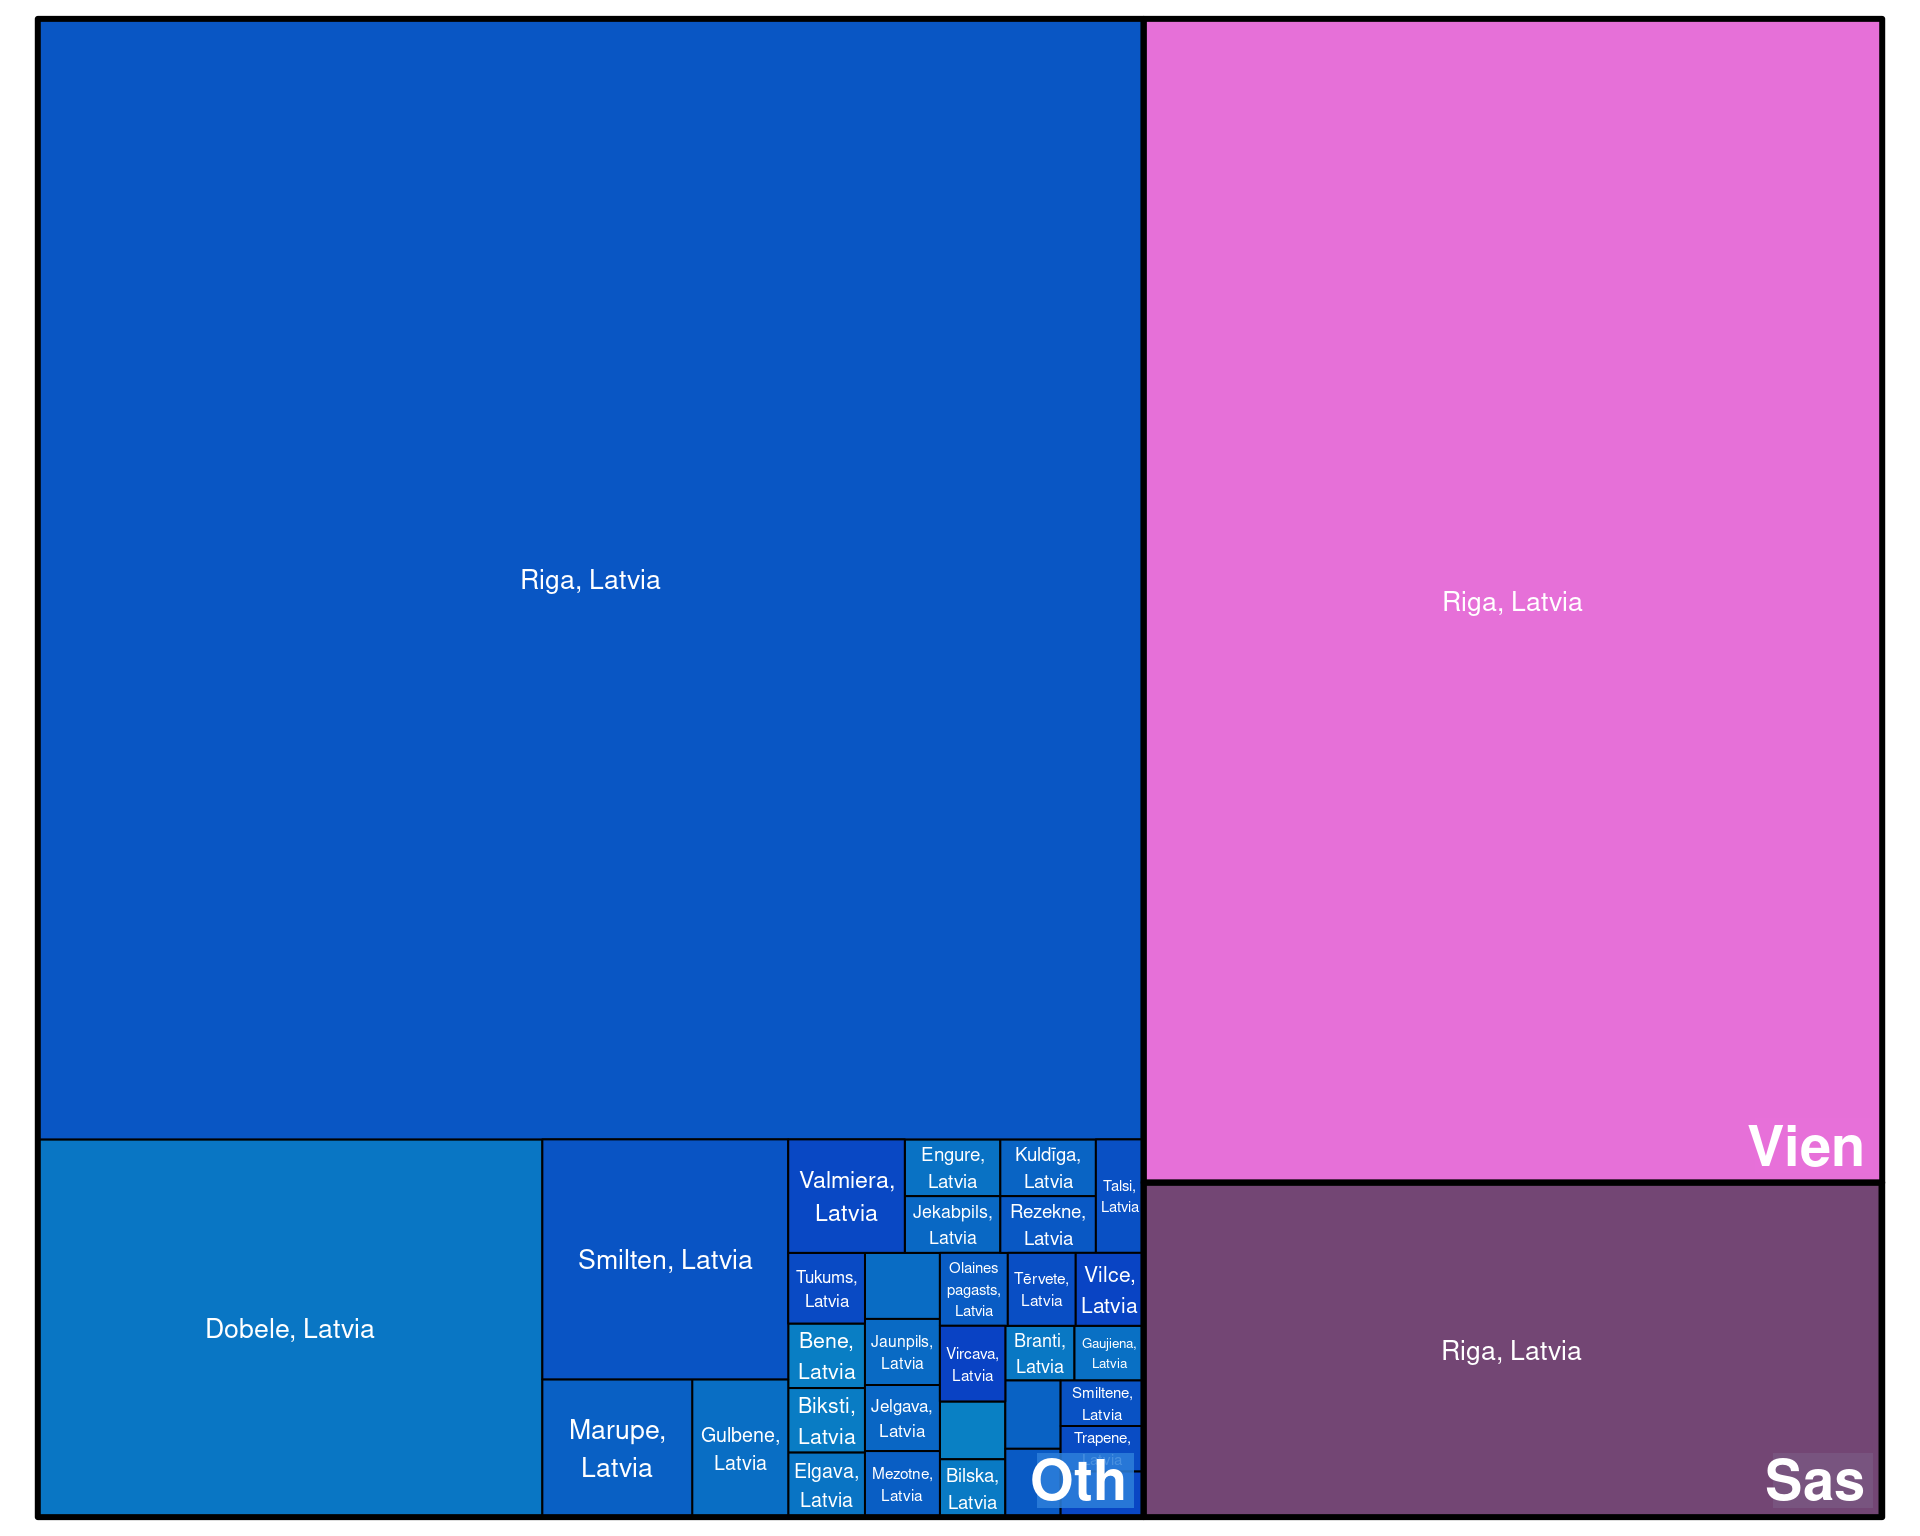 Riga, Latvia
Riga, Latvia
Vien
Dobele, Latvia
Smilten, Latvia
Marupe,
Latvia
Gulbene,
Latvia
Valmiera,
Latvia
Engure,
Latvia
Kuldīga,
Latvia
Jekabpils,
Latvia
Rezekne,
Latvia
Talsi,
Latvia
Tukums,
Latvia
Bene,
Latvia
Biksti,
Latvia
Elgava,
Latvia
Jaunpils,
Latvia
Jelgava,
Latvia
Mezotne,
Latvia
Olaines
pagasts,
Latvia
Tērvete,
Latvia
Vilce,
Latvia
Vircava,
Latvia
Branti,
Latvia
Gaujiena,
Latvia
Smiltene,
Latvia
Trapene,
Latvia
Bilska,
Latvia
Oth
Riga, Latvia
Sas